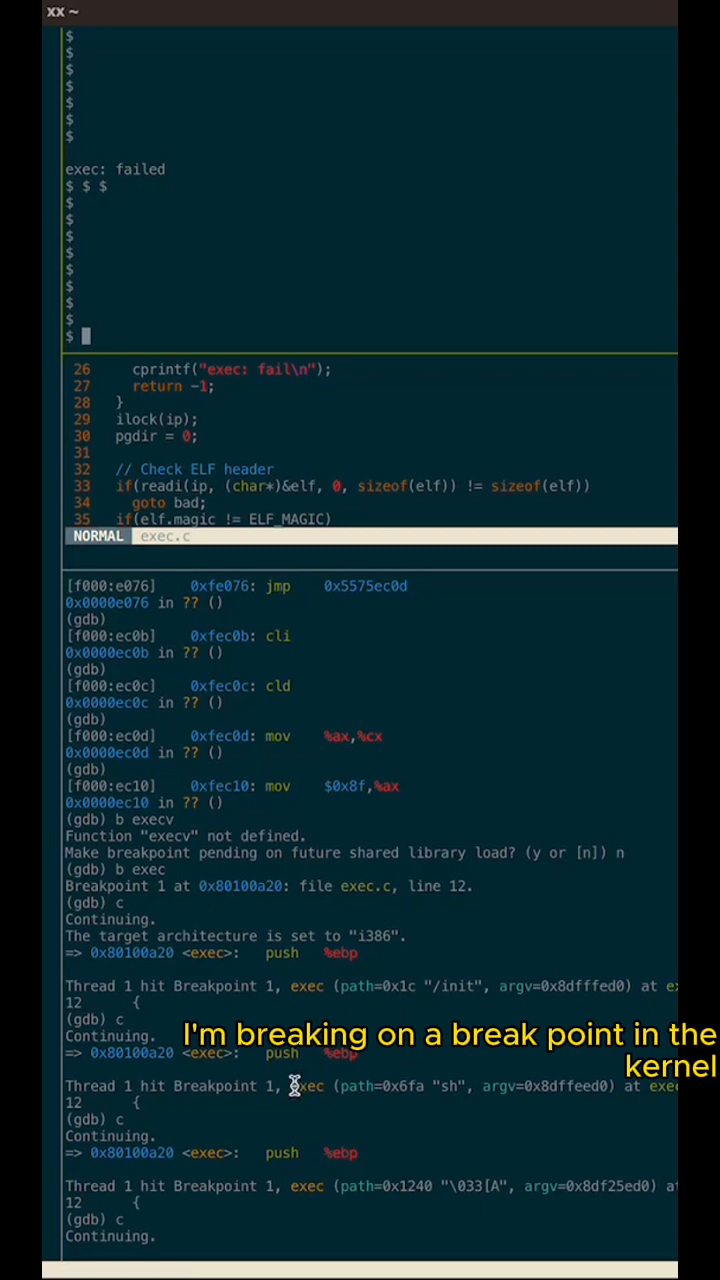 xx ~
$
$
$
$
$
$
$
exec: failed
$ $ $
$
$
$
$
$
$
$
$
$
26 cprintf("exec: fail\n");
27 return -1;
28 }
29 ilock(ip);
30 pgdir = 0;
31
32 // Check ELF header
33 if(readi(ip, (char*)&elf, 0, sizeof(elf)) != sizeof(elf))
34 goto bad;
35 if(elf.magic != ELF_MAGIC)
NORMAL exec.c
[f000:e076] 0xfe076: jmp 0x5575ec0d
0x0000e076 in ?? ()
(gdb)
[f000:ec0b] 0xfec0b: cli
0x0000ec0b in ?? ()
(gdb)
[f000:ec0c] 0xfec0c: cld
0x0000ec0c in ?? ()
(gdb)
[f000:ec0d] 0xfec0d: mov %ax,%cx
0x0000ec0d in ?? ()
(gdb)
[f000:ec10] 0xfec10: mov $0x8f,%ax
0x0000ec10 in ?? ()
(gdb) b execv
Function "execv" not defined.
Make breakpoint pending on future shared library load? (y or [n]) n
(gdb) b exec
Breakpoint 1 at 0x80100a20: file exec.c, line 12.
(gdb) c
Continuing.
The target architecture is set to "i386".
=> 0x80100a20 <exec>: push %ebp
Thread 1 hit Breakpoint 1, exec (path=0x1c "/init", argv=0x8dfffed0) at ex
12 {
(gdb) c
Continuing.
I'm breaking on a break point in the
kernel
=> 0x80100a20 <exec>: push %ebp
Thread 1 hit Breakpoint 1, exec (path=0x6fa "sh", argv=0x8dffeed0) at exe
12 {
(gdb) c
Continuing.
=> 0x80100a20 <exec>: push %ebp
Thread 1 hit Breakpoint 1, exec (path=0x1240 "\033[A", argv=0x8df25ed0) at
12 {
(gdb) c
Continuing.